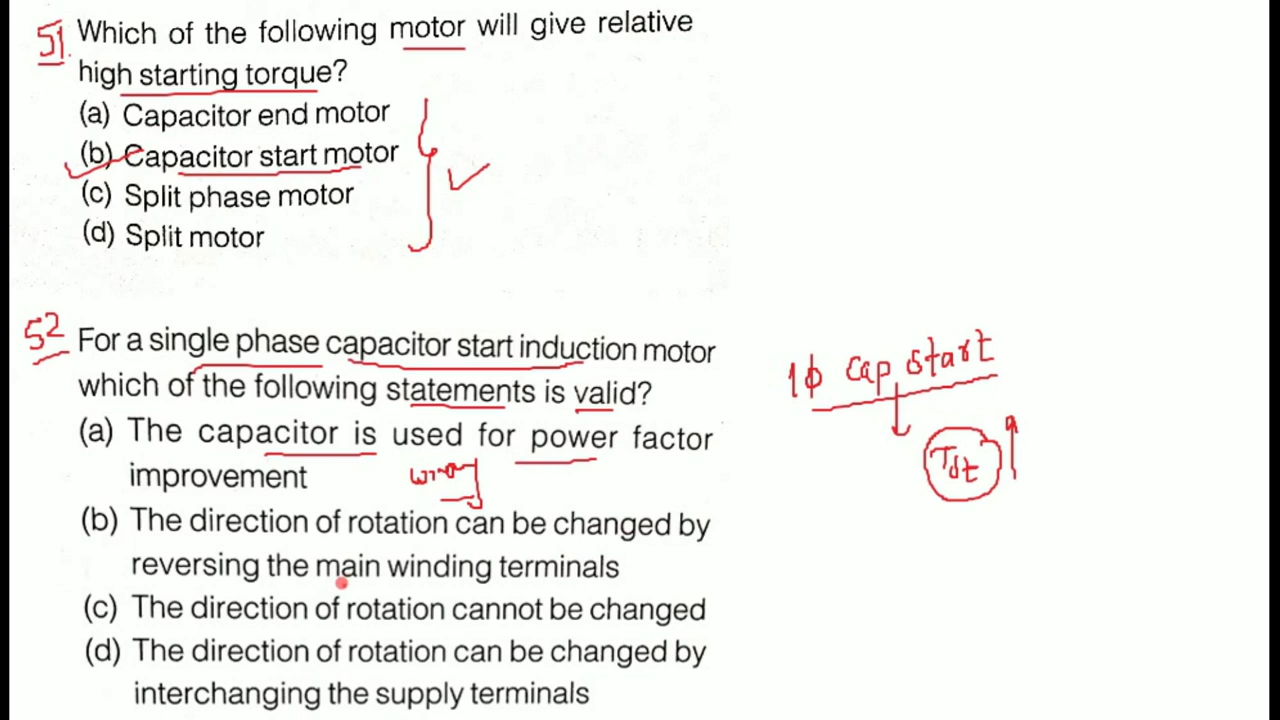 51. Which of the following motor will give relative
high starting torque?
(a) Capacitor end motor
(b) Capacitor start motor
(c) Split phase motor
(d) Split motor
52 For a single phase capacitor start induction motor
which of the following statements is valid?
(a) The capacitor is used for power factor
improvement wrong
(b) The direction of rotation can be changed by
reversing the main winding terminals
(c) The direction of rotation cannot be changed
(d) The direction of rotation can be changed by
interchanging the supply terminals
1ϕ Cap start
Tst